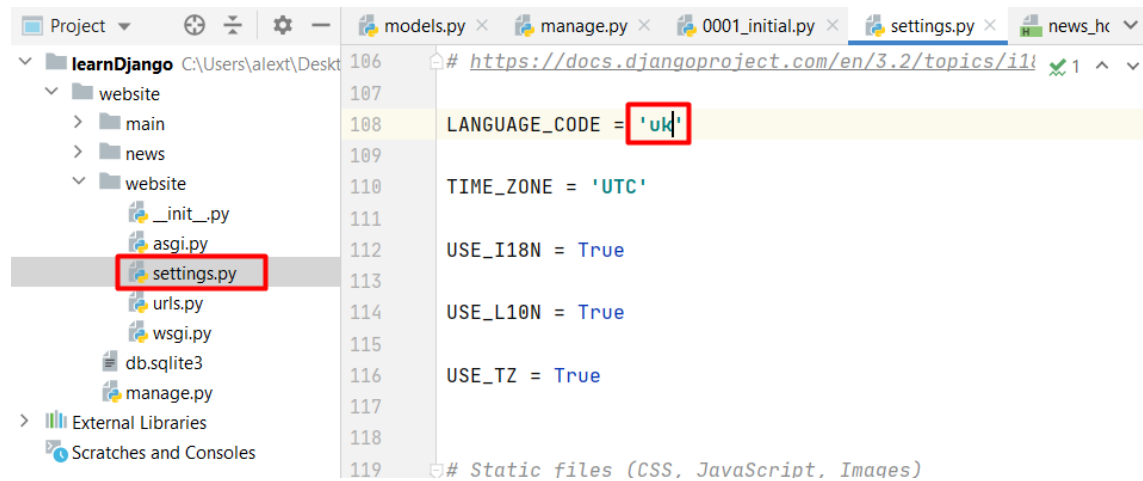 Project
learnDjango C:\Users\alext\Deskt
website
main
news
website
__init__.py
asgi.py
settings.py
urls.py
wsgi.py
db.sqlite3
manage.py
External Libraries
Scratches and Consoles
models.py manage.py 0001_initial.py settings.py news_ho
106 # https://docs.djangoproject.com/en/3.2/topics/i18 1
107
108 LANGUAGE_CODE = 'uk'
109
110 TIME_ZONE = 'UTC'
111
112 USE_I18N = True
113
114 USE_L10N = True
115
116 USE_TZ = True
117
118
119 # Static files (CSS, JavaScript, Images)